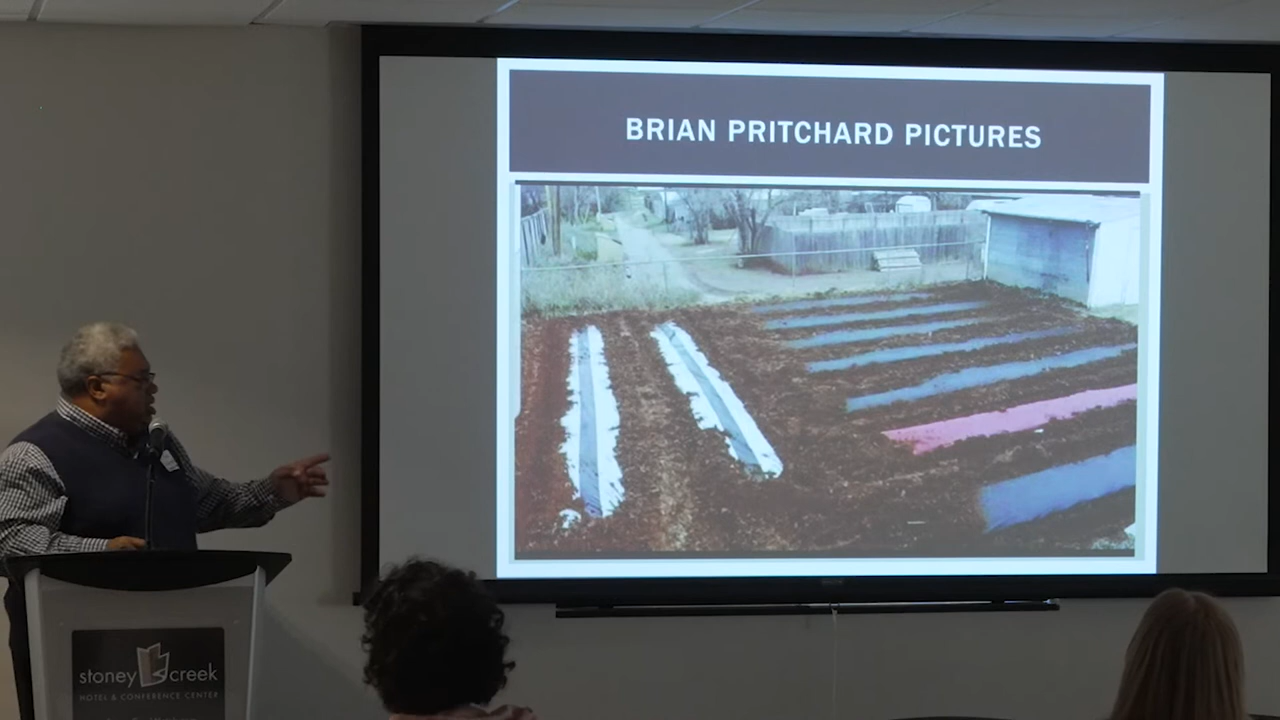 BRIAN PRITCHARD PICTURES
stoney creek
HOTEL & CONFERENCE CENTER